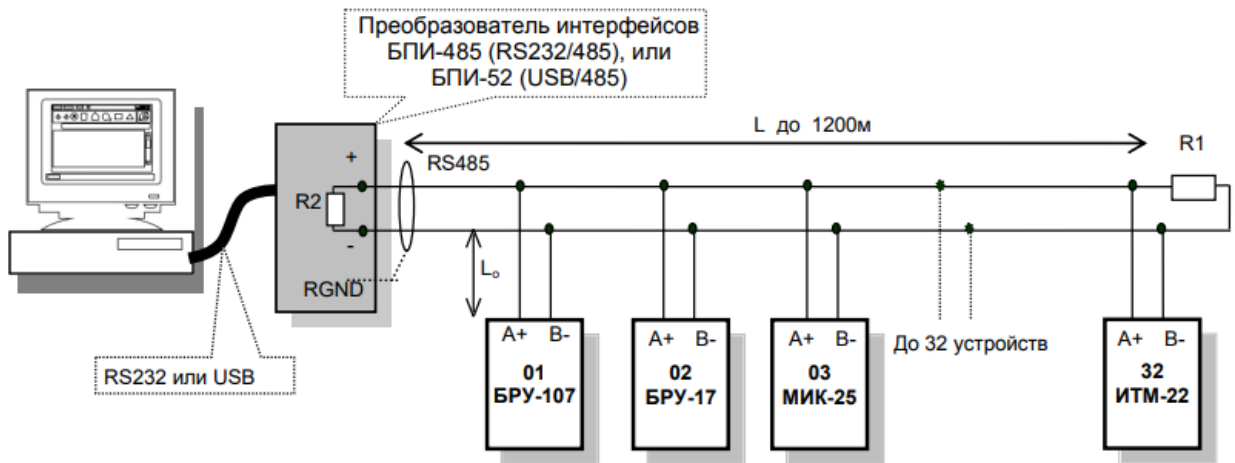 Преобразователь интерфейсов
БПИ-485 (RS232/485), или
БПИ-52 (USB/485)
L до 1200м
R1
+
RS485
R2
-
RGND
Lо
RS232 или USB
A+ B-
01
БРУ-107
A+ B-
02
БРУ-17
A+ B-
03
МИК-25
До 32 устройств
A+ B-
32
ИТМ-22